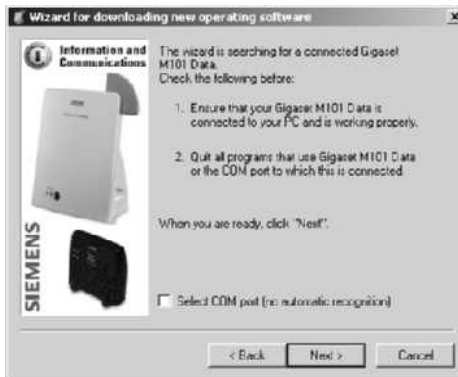 Wizard for downloading new operating software
Information and
Communications
The wizard is searching for a connected Gigaset
M101 Data.
Check the following before:
1. Ensure that your Gigaset M101 Data is
connected to your PC and is working properly.
2. Quit all programs that use Gigaset M101 Data
or the COM port to which this is connected
When you are ready, click "Next".
SIEMENS
Select COM port (no automatic recognition)
< Back
Next >
Cancel